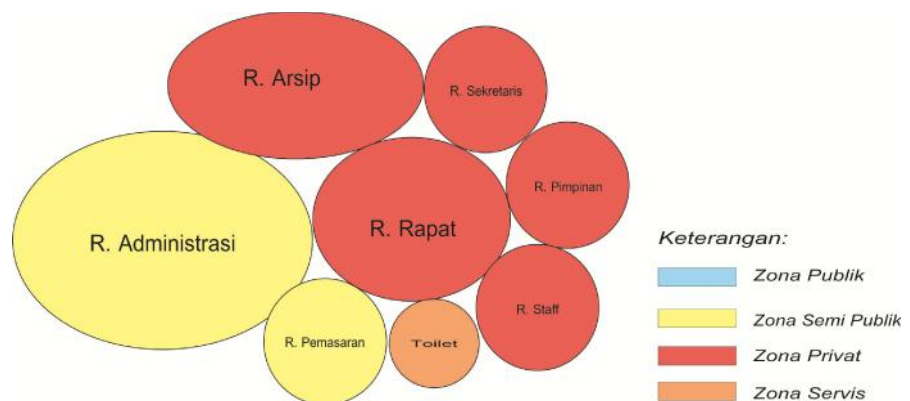 R. Arsip
R. Sekretaris
R. Pimpinan
R. Administrasi
R. Rapat
R. Staff
R. Pemasaran
Toilet
Keterangan:
Zona Publik
Zona Semi Publik
Zona Privat
Zona Servis